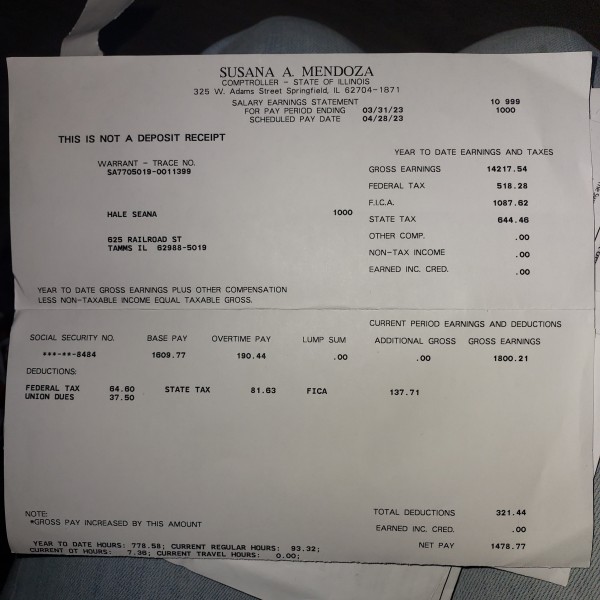 SUSANA A. MENDOZA
COMPTROLLER - STATE OF ILLINOIS
325 W. Adams Street Springfield, IL 62704-1871
SALARY EARNINGS STATEMENT 10 999
FOR PAY PERIOD ENDING 03/31/23 1000
SCHEDULED PAY DATE 04/28/23
THIS IS NOT A DEPOSIT RECEIPT
YEAR TO DATE EARNINGS AND TAXES
WARRANT - TRACE NO.
SA7705019-0011399
GROSS EARNINGS 14217.54
FEDERAL TAX 518.28
F.I.C.A. 1087.62
HALE SEANA 1000
STATE TAX 644.46
OTHER COMP. .00
625 RAILROAD ST
TAMMS IL 62988-5019
NON-TAX INCOME .00
EARNED INC. CRED. .00
YEAR TO DATE GROSS EARNINGS PLUS OTHER COMPENSATION
LESS NON-TAXABLE INCOME EQUAL TAXABLE GROSS.
CURRENT PERIOD EARNINGS AND DEDUCTIONS
SOCIAL SECURITY NO. BASE PAY OVERTIME PAY LUMP SUM ADDITIONAL GROSS GROSS EARNINGS
***-**-8484 1609.77 190.44 .00 .00 1800.21
DEDUCTIONS:
FEDERAL TAX 64.60 STATE TAX 81.63 FICA 137.71
UNION DUES 37.50
NOTE:
*GROSS PAY INCREASED BY THIS AMOUNT
TOTAL DEDUCTIONS 321.44
EARNED INC. CRED. .00
NET PAY 1478.77
YEAR TO DATE HOURS: 778.58; CURRENT REGULAR HOURS: 93.32;
CURRENT OT HOURS: 7.36; CURRENT TRAVEL HOURS: 0.00;